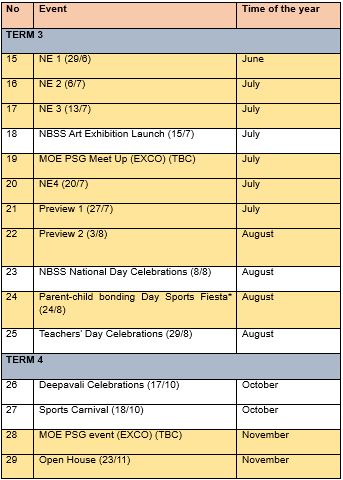 No Event Time of the year
TERM 3
15 NE 1 (29/6) June
16 NE 2 (6/7) July
17 NE 3 (13/7) July
18 NBSS Art Exhibition Launch (15/7) July
19 MOE PSG Meet Up (EXCO) (TBC) July
20 NE4 (20/7) July
21 Preview 1 (27/7) July
22 Preview 2 (3/8) August
23 NBSS National Day Celebrations (8/8) August
24 Parent-child bonding Day Sports Fiesta* August
(24/8)
25 Teachers' Day Celebrations (29/8) August
TERM 4
26 Deepavali Celebrations (17/10) October
27 Sports Carnival (18/10) October
28 MOE PSG event (EXCO) (TBC) November
29 Open House (23/11) November